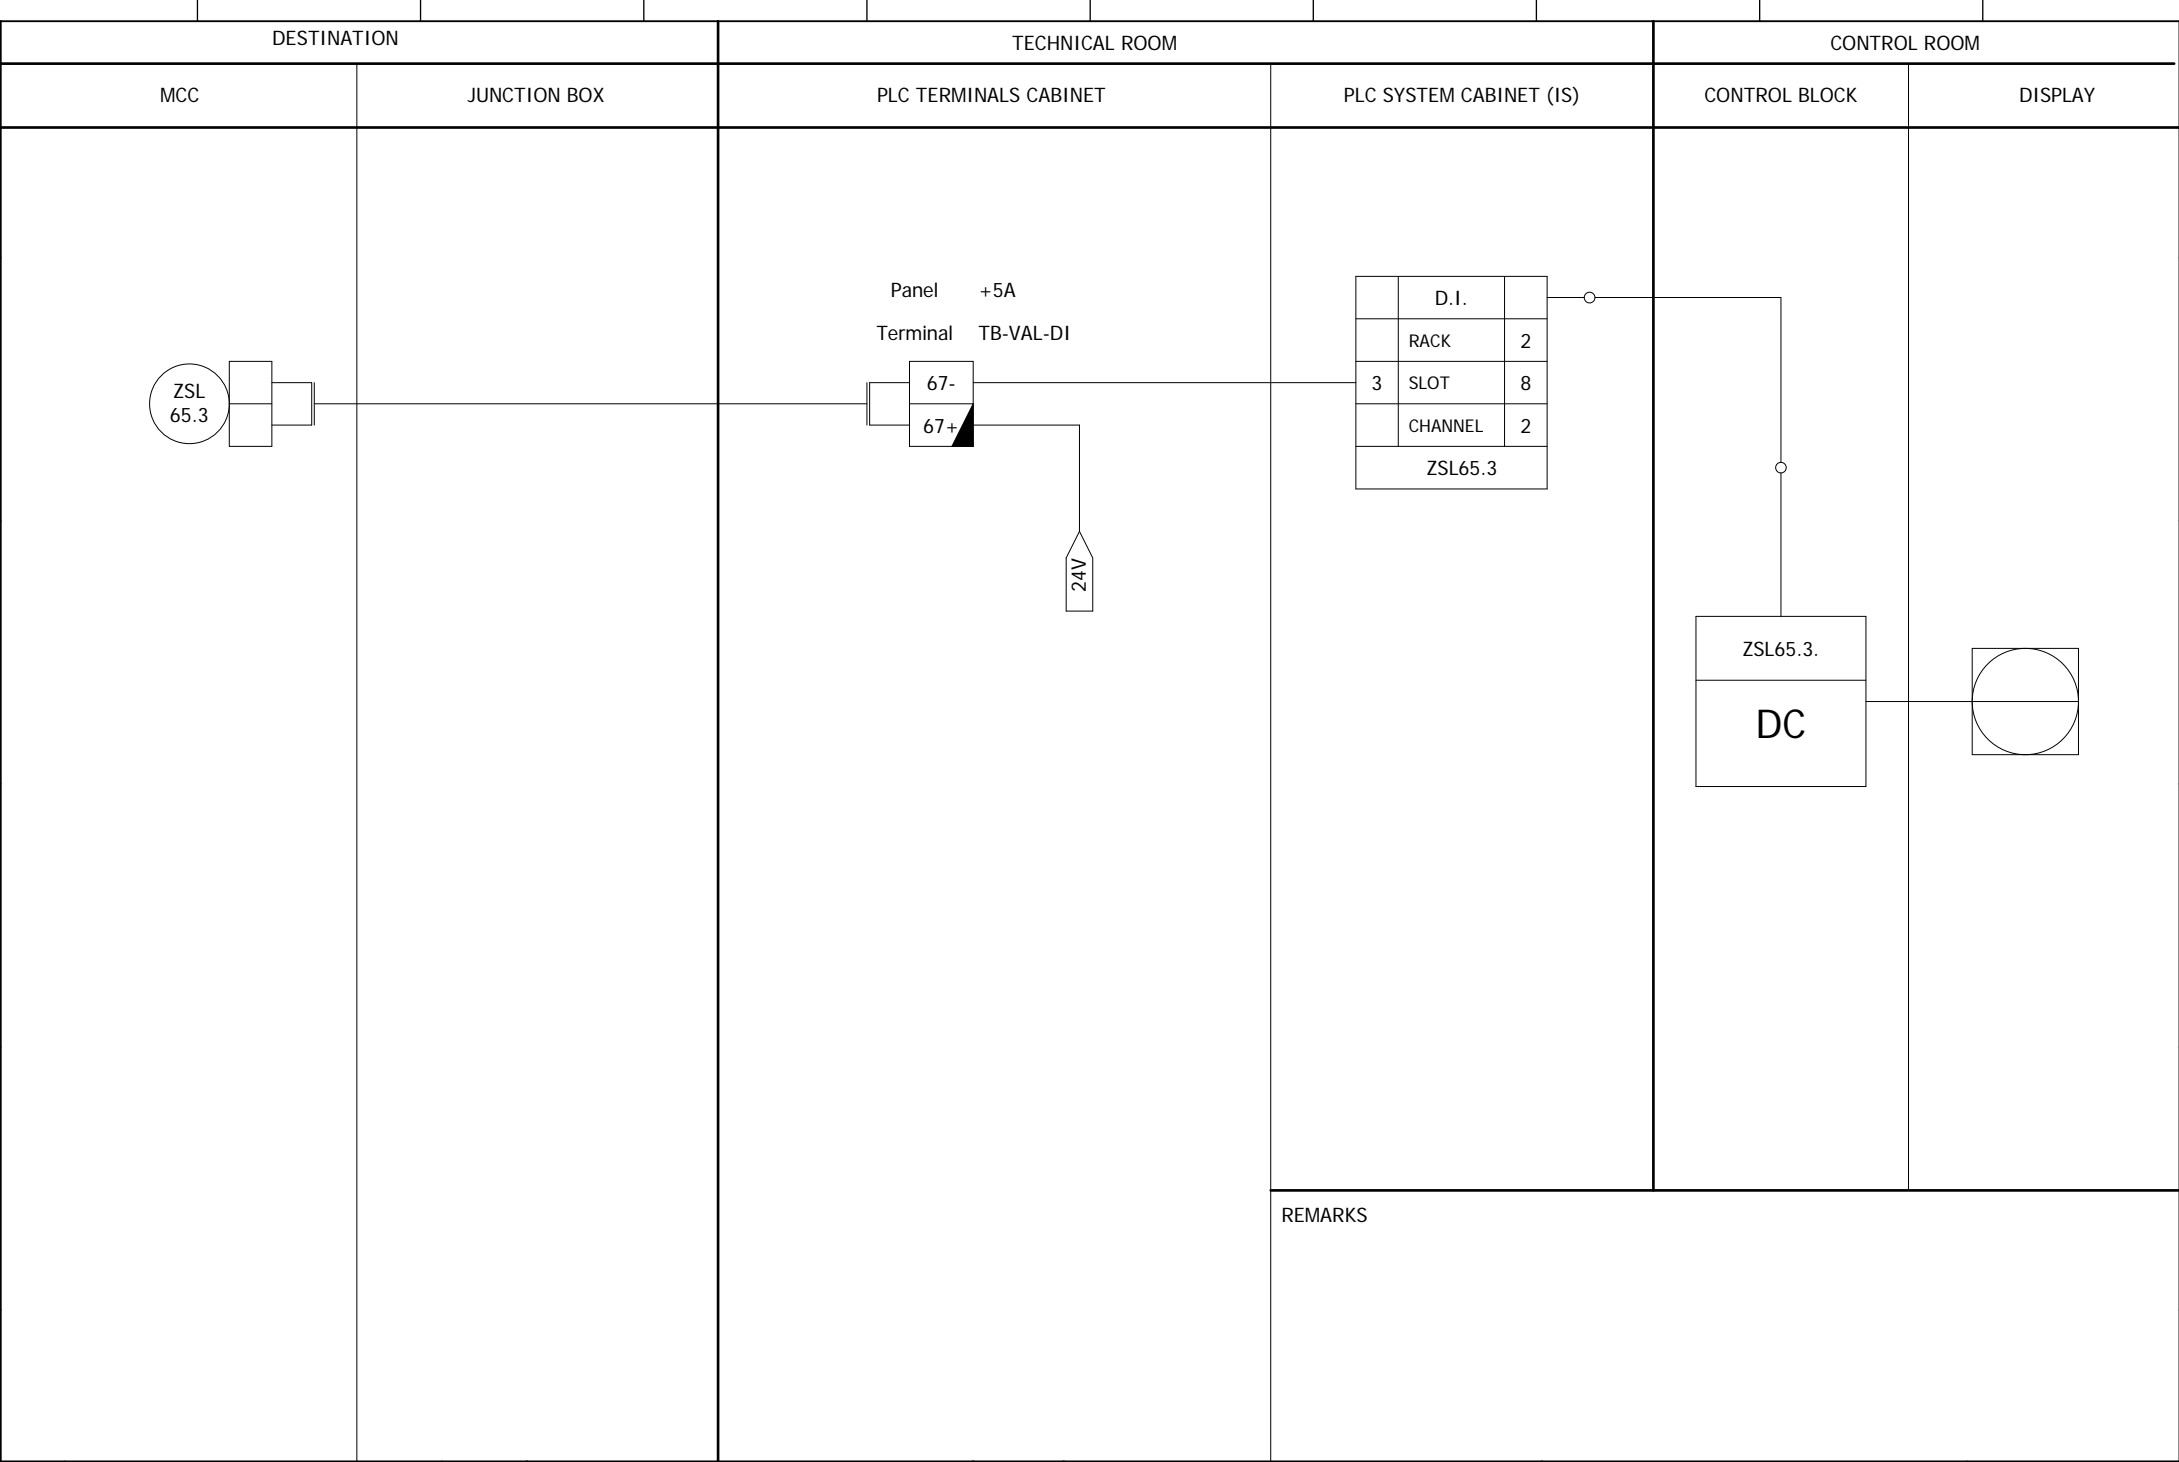 DESTINATION
TECHNICAL ROOM
CONTROL ROOM
MCC
JUNCTION BOX
PLC TERMINALS CABINET
PLC SYSTEM CABINET (IS)
CONTROL BLOCK
DISPLAY
Panel +5A
Terminal TB-VAL-DI
ZSL
65.3
67-
67+
24V
D.I.
RACK 2
3 SLOT 8
CHANNEL 2
ZSL65.3
ZSL65.3.
DC
REMARKS